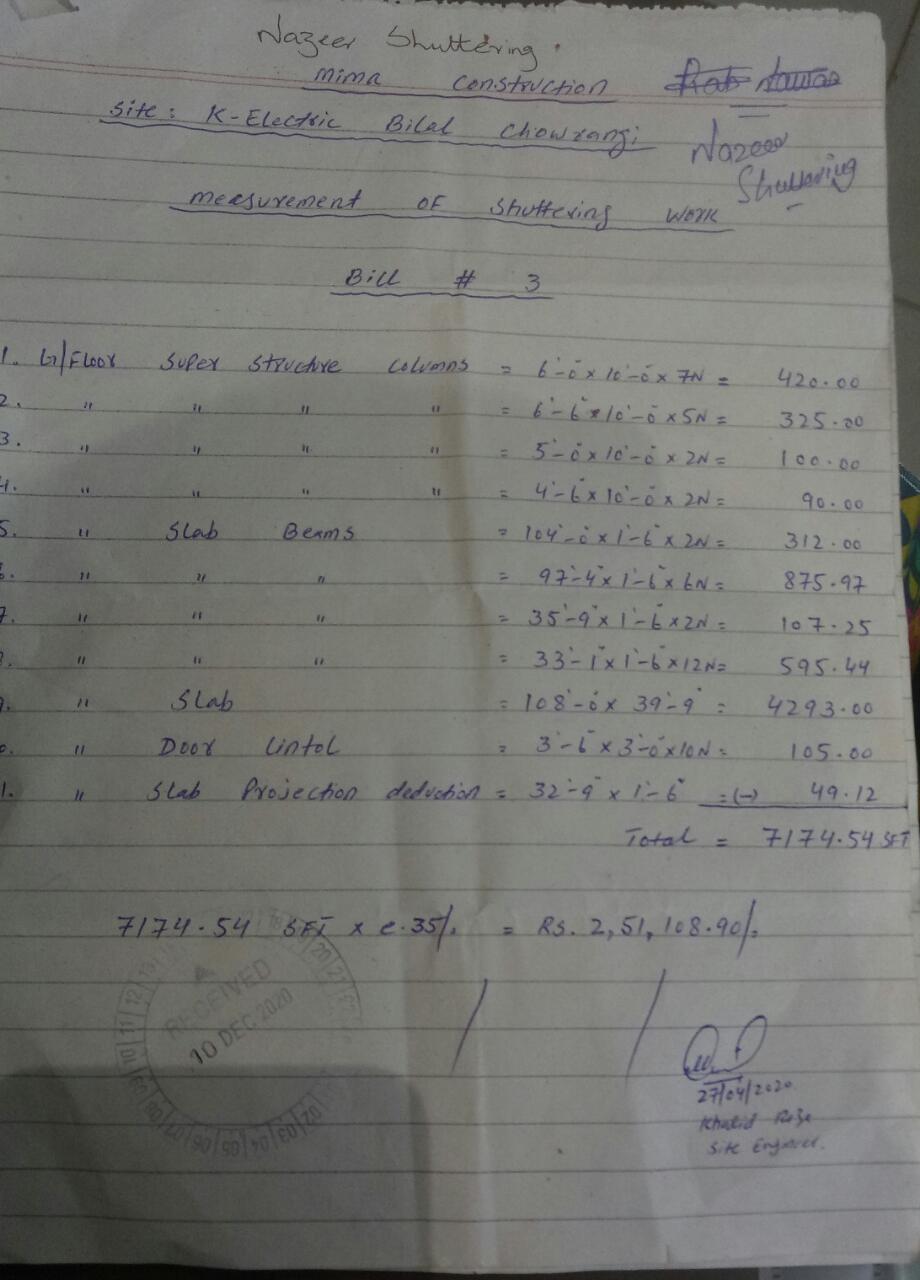 Nazeer Shuttering.
Mima Construction
Site: K-Electric Bilal Chowrangi
Nazeer
Shuttering
Measurement OF Shuttering Work
Bill # 3
1. G/Floor Super Structure Columns = 6'-0" x 10'-0" x 7N = 420.00
2. " " " " = 6'-6" x 10'-0" x 5N = 325.00
3. " " " " = 5'-0" x 10'-0" x 2N = 100.00
4. " " " " = 4'-6" x 10'-0" x 2N = 90.00
5. " Slab Beams = 104'-0" x 1'-6" x 2N = 312.00
" " " = 97'-4" x 1'-6" x 6N = 875.97
7. " " " = 35'-9" x 1'-6" x 2N = 107.25
" " " = 33'-1" x 1'-6" x 12N = 595.44
" Slab = 108'-0" x 39'-9" = 4293.00
" Door Lintol = 3'-6" x 3'-0" x 10N = 105.00
1. " Slab Projection deduction = 32'-9" x 1'-6" = (-) 49.12
Total = 7174.54 SFT
7174.54 SFT x @ 35/. = Rs. 2,51,108.90/.
RECEIVED
10 DEC 2020
27/04/2020
Khalid Raza
Site Engineer.